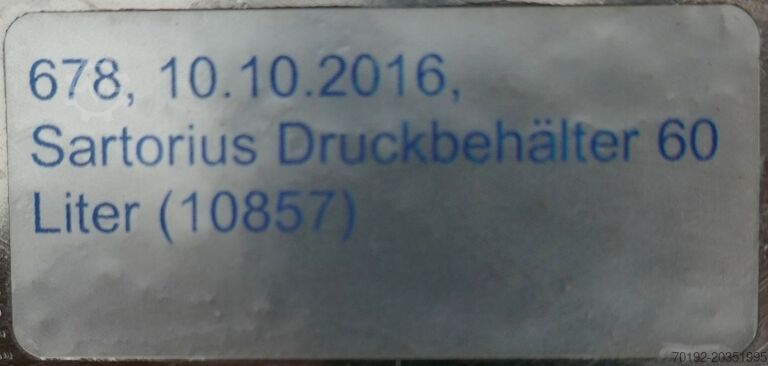 678, 10.10.2016,
Sartorius Druckbehälter 60
Liter (10857)
70192-20351995